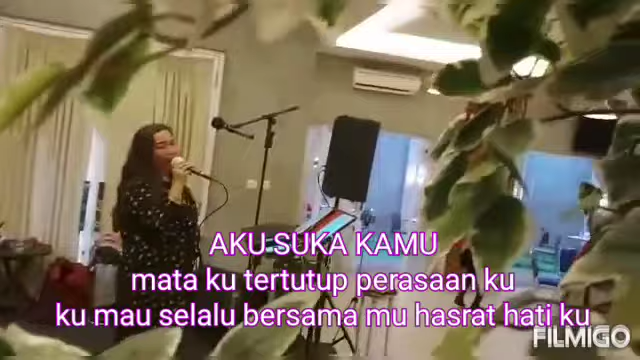 AKU SUKA KAMU
mata ku tertutup perasaan ku
ku mau selalu bersama mu hasrat hati ku
FILMIGO